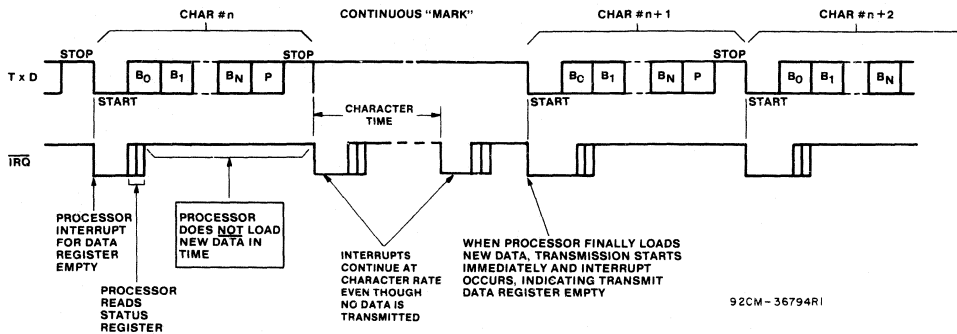 CHAR #n
CONTINUOUS "MARK"
CHAR #n+1
CHAR #n+2
STOP
STOP
STOP
T x D
B0
B1
BN
P
BC
B1
BN
P
B0
B1
BN
START
START
START
CHARACTER
TIME
IRQ
PROCESSOR
INTERRUPT
FOR DATA
REGISTER
EMPTY
PROCESSOR
READS
STATUS
REGISTER
PROCESSOR
DOES NOT LOAD
NEW DATA IN
TIME
INTERRUPTS
CONTINUE AT
CHARACTER RATE
EVEN THOUGH
NO DATA IS
TRANSMITTED
WHEN PROCESSOR FINALLY LOADS
NEW DATA, TRANSMISSION STARTS
IMMEDIATELY AND INTERRUPT
OCCURS, INDICATING TRANSMIT
DATA REGISTER EMPTY
92CM-36794R1